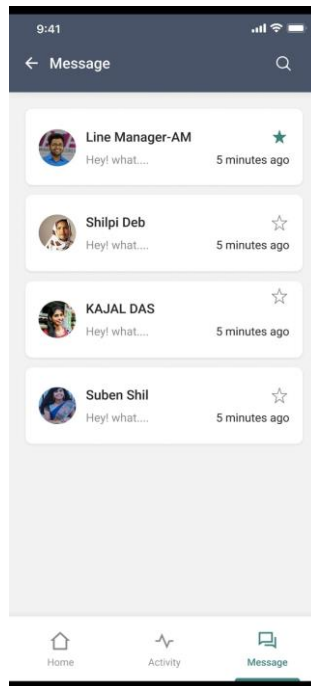 9:41
Message
Line Manager-AM
Hey! what....
5 minutes ago
Shilpi Deb
Hey! what....
5 minutes ago
KAJAL DAS
Hey! what....
5 minutes ago
Suben Shil
Hey! what....
5 minutes ago
Home
Activity
Message